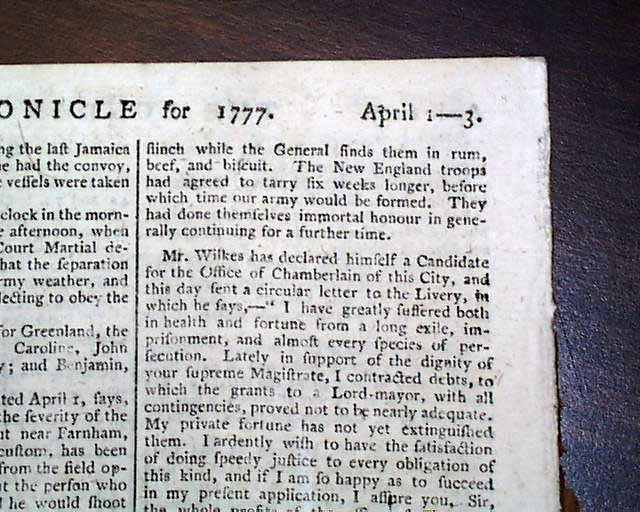 ONICLE for 1777. April 1—3.
ng the laſt Jamaica
e had the convoy,
e veſſels were taken
clock in the morn-
e afternoon, when
Court Martial de-
hat the ſeparation
rmy weather, and
lecting to obey the
for Greenland, the
Caroline, John
y; and Benjamin,
ted April 1, ſays,
the ſeverity of the
ut near Farnham,
cuſtom, has been
from the field op-
ut the perſon who
d he would ſhoot
flinch while the General finds them in rum,
beef, and biſcuit. The New England troops
had agreed to tarry ſix weeks longer, before
which time our army would be formed. They
had done themſelves immortal honour in gene-
rally continuing for a further time.
Mr. Wilkes has declared himſelf a Candidate
for the Office of Chamberlain of this City, and
this day ſent a circular letter to the Livery, in
which he ſays,—“ I have greatly ſuffered both
in health and fortune from a long exile, im-
priſonment, and almoſt every ſpecies of per-
ſecution. Lately in ſupport of the dignity of
your ſupreme Magiſtrate, I contracted debts, to
which the grants to a Lord-mayor, with all
contingencies, proved not to be nearly adequate.
My private fortune has not yet extinguiſhed
them. I ardently wiſh to have the ſatisfaction
of doing ſpeedy juſtice to every obligation of
this kind, and if I am ſo happy as to ſucceed
in my preſent application, I aſſure you, Sir,
the whole profits of the